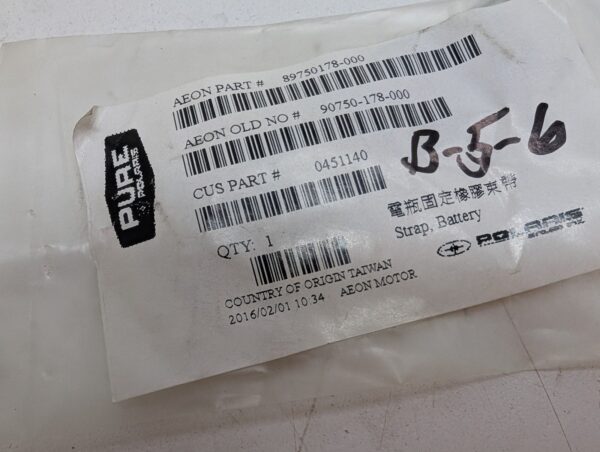 AEON PART # 89750178-000
AEON OLD NO # 90750-178-000
CUS PART # 0451140
B-5-6
QTY: 1
電瓶固定橡膠束帶
Strap, Battery
POLARIS
COUNTRY OF ORIGIN TAIWAN
2016/02/01 10:34 AEON MOTOR
PURE
POLARIS